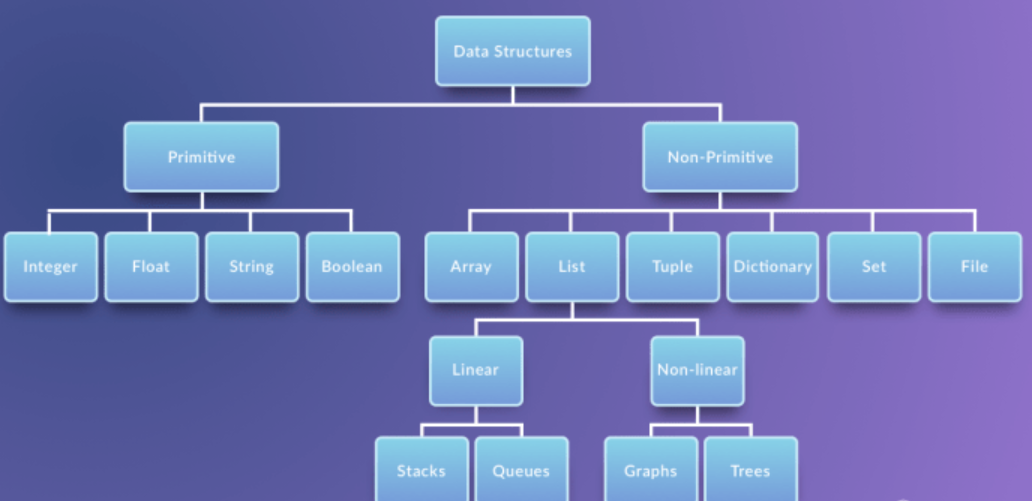 Data Structures
Primitive
Non-Primitive
Integer
Float
String
Boolean
Array
List
Tuple
Dictionary
Set
File
Linear
Non-linear
Stacks
Queues
Graphs
Trees